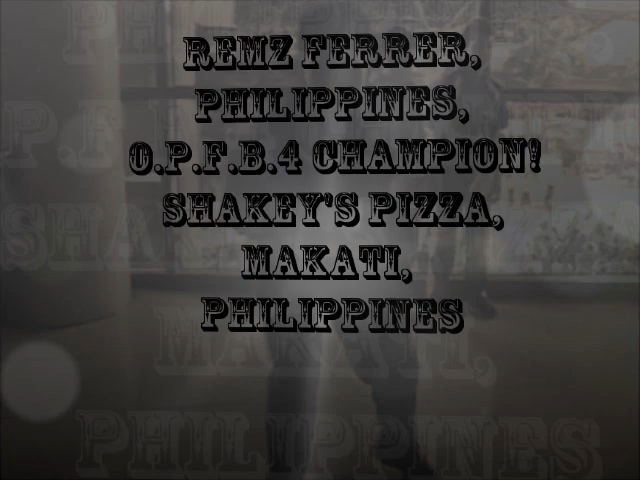 REMZ FERRER,
PHILIPPINES,
O.P.F.B.4 CHAMPION!
SHAKEY'S PIZZA,
MAKATI,
PHILIPPINES